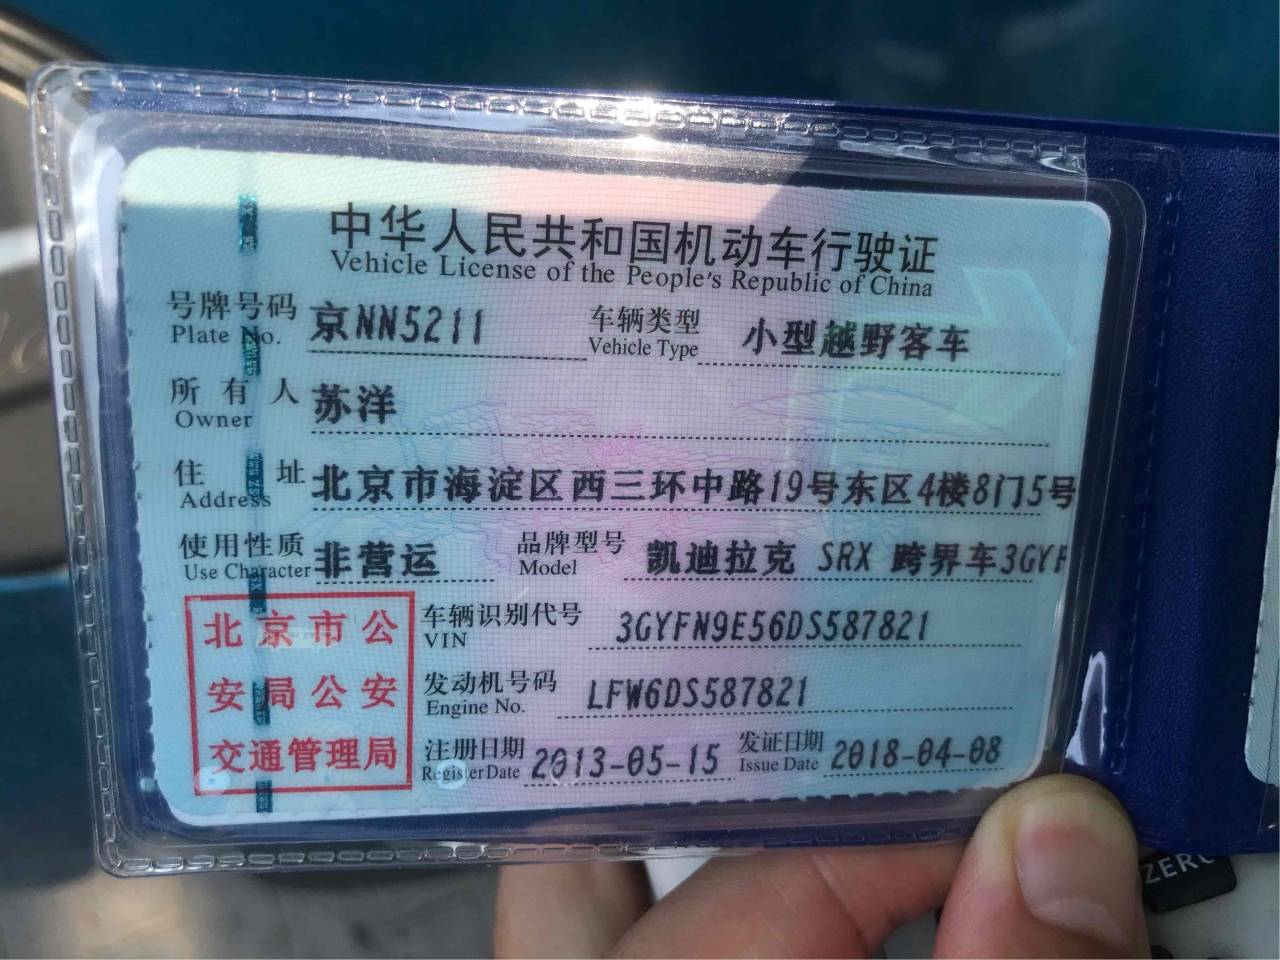 中华人民共和国机动车行驶证
Vehicle License of the People's Republic of China
号牌号码 京NN5211 车辆类型 小型越野客车
Plate No. Vehicle Type
所有人 苏洋
Owner
住址 北京市海淀区西三环中路19号东区4楼8门5号
Address
使用性质 非营运 品牌型号 凯迪拉克 SRX 跨界车3GYF
Use Character Model
北京市公
安局公安
交通管理局
车辆识别代号 3GYFN9E56DS587821
VIN
发动机号码 LFW6DS587821
Engine No.
注册日期 2013-05-15 发证日期 2018-04-08
Register Date Issue Date
ZERO